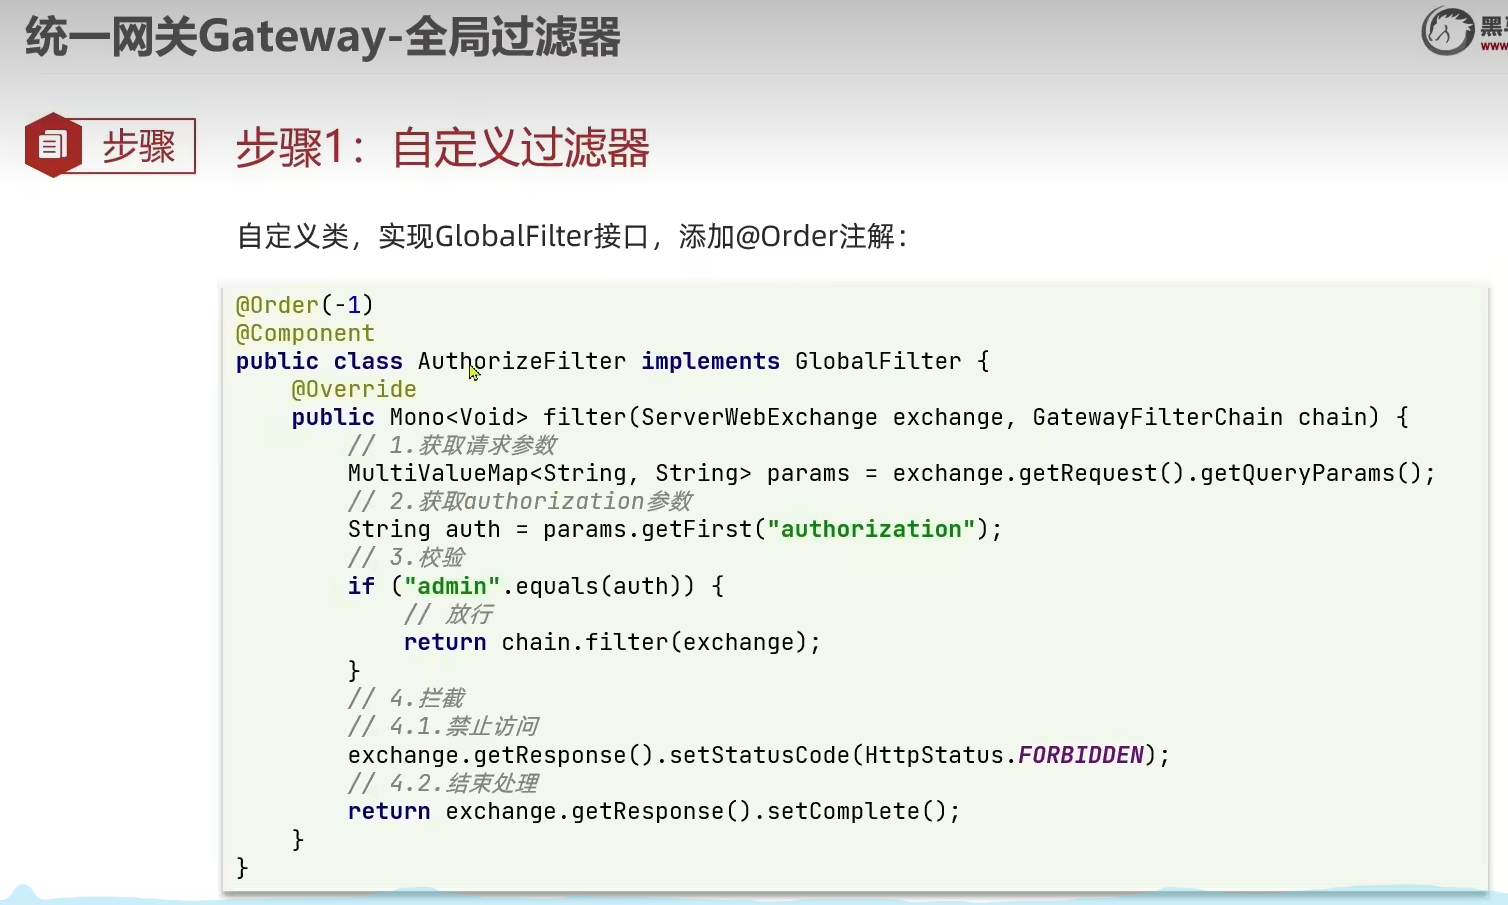 统一网关Gateway-全局过滤器
www
步骤
步骤1：自定义过滤器
自定义类，实现GlobalFilter接口，添加@Order注解：
@Order(-1)
@Component
public class AuthorizeFilter implements GlobalFilter {
@Override
public Mono<Void> filter(ServerWebExchange exchange, GatewayFilterChain chain) {
// 1.获取请求参数
MultiValueMap<String, String> params = exchange.getRequest().getQueryParams();
// 2.获取authorization参数
String auth = params.getFirst("authorization");
// 3.校验
if ("admin".equals(auth)) {
// 放行
return chain.filter(exchange);
}
// 4.拦截
// 4.1.禁止访问
exchange.getResponse().setStatusCode(HttpStatus.FORBIDDEN);
// 4.2.结束处理
return exchange.getResponse().setComplete();
}
}